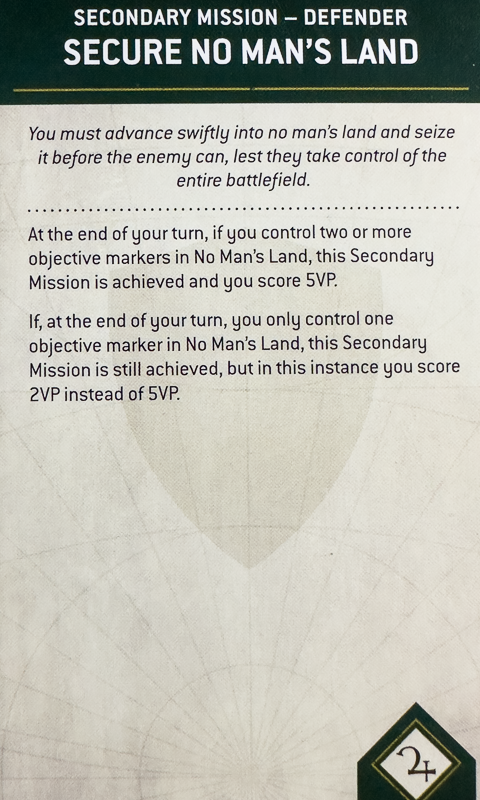 SECONDARY MISSION – DEFENDER
SECURE NO MAN'S LAND
You must advance swiftly into no man's land and seize
it before the enemy can, lest they take control of the
entire battlefield.
At the end of your turn, if you control two or more
objective markers in No Man's Land, this Secondary
Mission is achieved and you score 5VP.
If, at the end of your turn, you only control one
objective marker in No Man's Land, this Secondary
Mission is still achieved, but in this instance you score
2VP instead of 5VP.